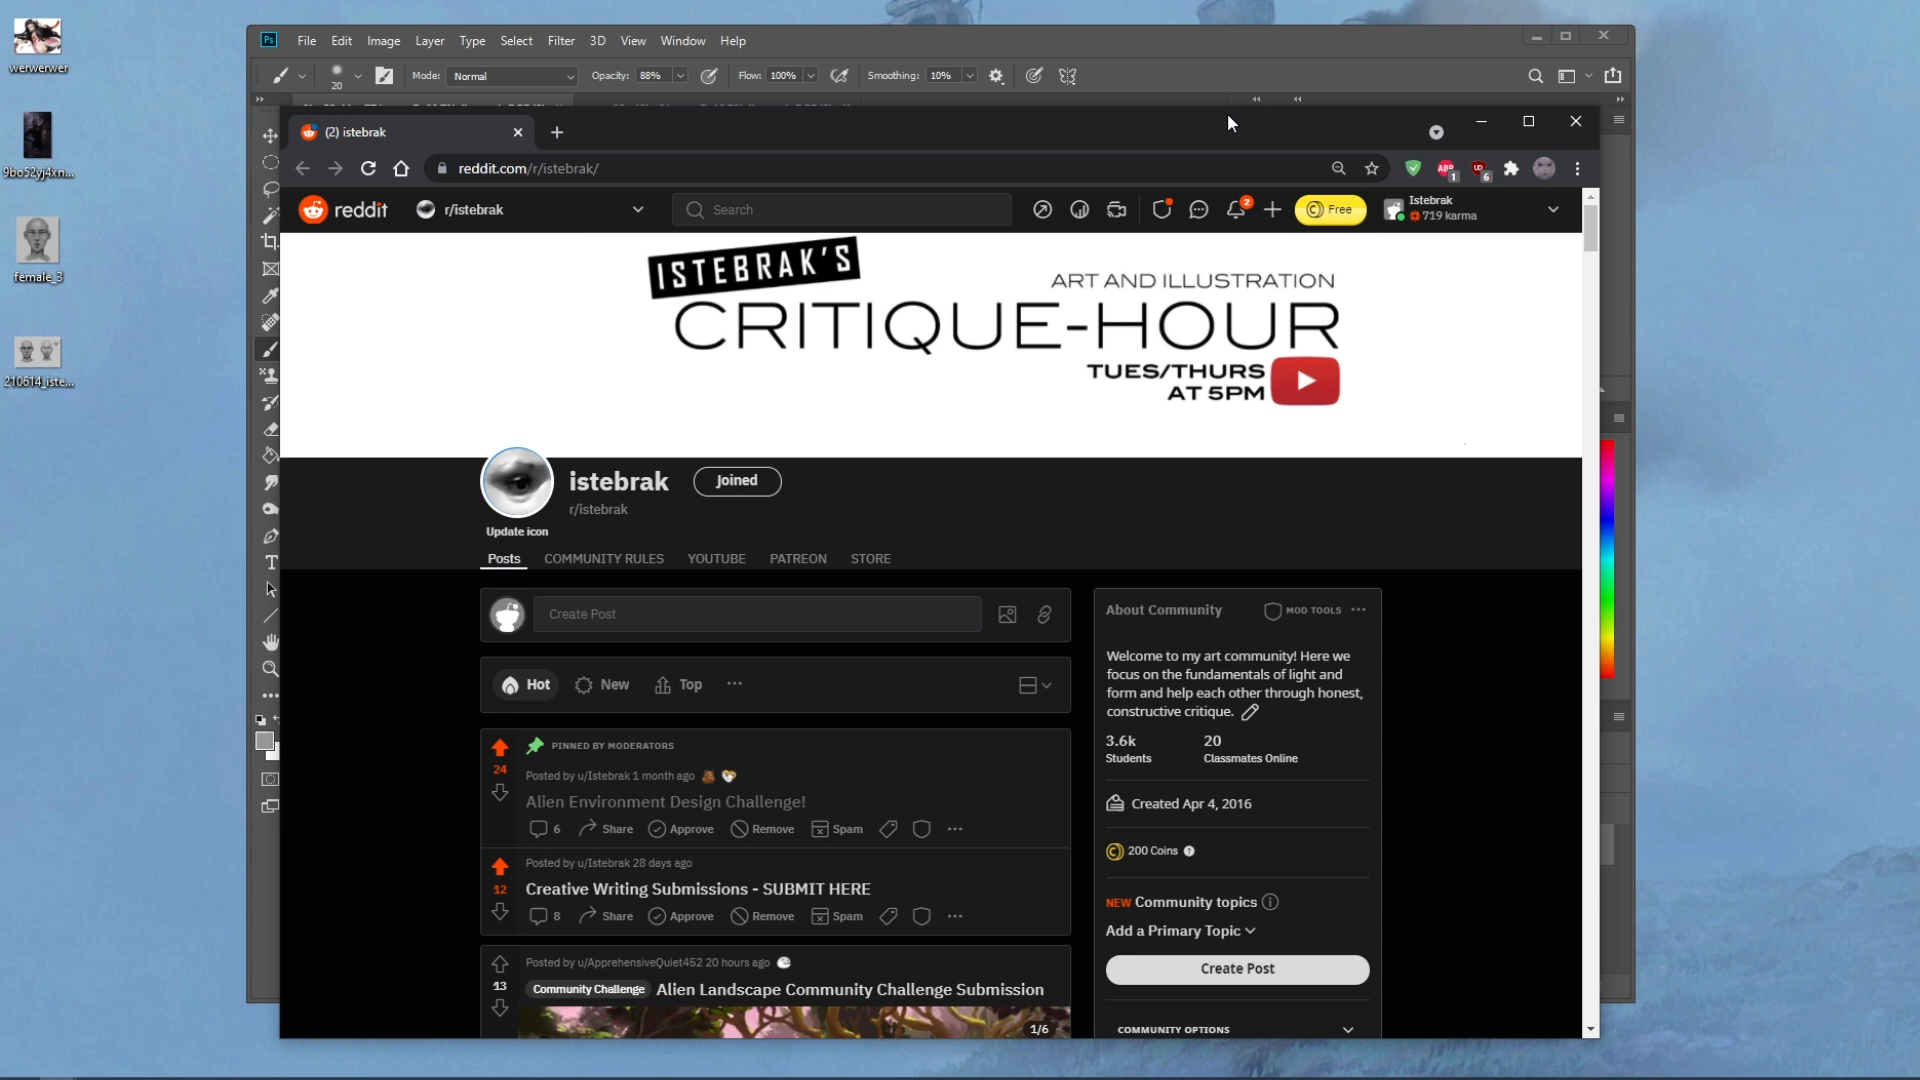 werwerwer
9bo52yj4xn...
female_3
210614_iste...
Ps File Edit Image Layer Type Select Filter 3D View Window Help
20 Mode: Normal Opacity: 88% Flow: 100% Smoothing: 10%
(2) istebrak
reddit.com/r/istebrak/
ABP 1 UD 6
reddit r/istebrak Search 2 Free Istebrak
719 karma
ISTEBRAK'S
ART AND ILLUSTRATION
CRITIQUE-HOUR
TUES/THURS
AT 5PM
istebrak Joined
r/istebrak
Update icon
Posts COMMUNITY RULES YOUTUBE PATREON STORE
Create Post
Hot New Top
PINNED BY MODERATORS
24
Posted by u/Istebrak 1 month ago
Alien Environment Design Challenge!
6 Share Approve Remove Spam
Posted by u/Istebrak 28 days ago
12
Creative Writing Submissions - SUBMIT HERE
8 Share Approve Remove Spam
Posted by u/ApprehensiveQuiet452 20 hours ago
13
Community Challenge Alien Landscape Community Challenge Submission
1/6
About Community MOD TOOLS
Welcome to my art community! Here we
focus on the fundamentals of light and
form and help each other through honest,
constructive critique.
3.6k 20
Students Classmates Online
Created Apr 4, 2016
200 Coins
NEW Community topics
Add a Primary Topic
Create Post
COMMUNITY OPTIONS